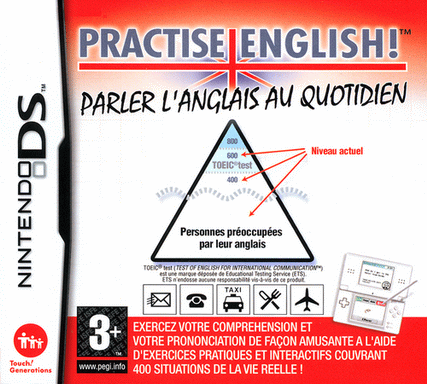 PRACTISE ENGLISH!™
PARLER L'ANGLAIS AU QUOTIDIEN
NINTENDO DS™
800
600
TOEIC® test
400
Niveau actuel
Personnes préoccupées
par leur anglais
TOEIC® test (TEST OF ENGLISH FOR INTERNATIONAL COMMUNICATION™)
est une marque déposée de Educational Testing Service (ETS).
ETS n'endosse aucune responsabilité vis-à-vis de ce produit.
TAXI
3+™
www.pegi.info
Touch!
Generations
EXERCEZ VOTRE COMPREHENSION ET
VOTRE PRONONCIATION DE FAÇON AMUSANTE A L'AIDE
D'EXERCICES PRATIQUES ET INTERACTIFS COUVRANT
400 SITUATIONS DE LA VIE REELLE !